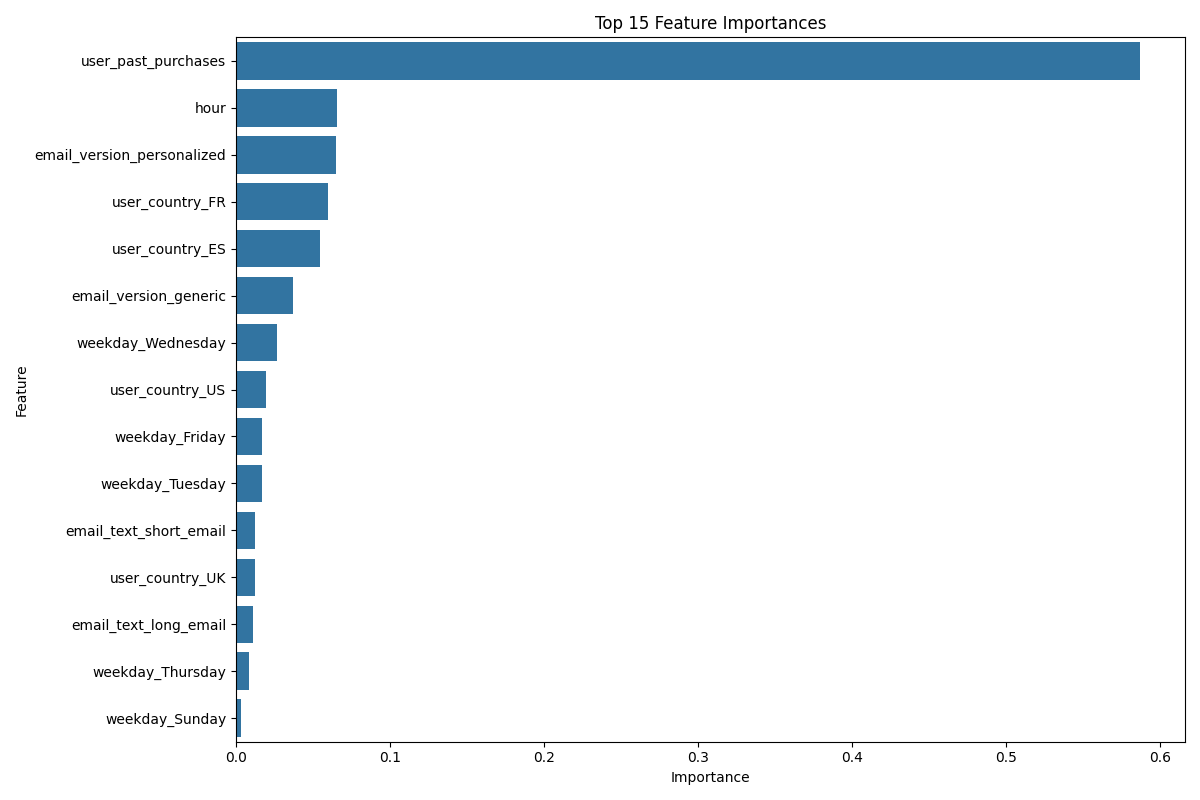 Top 15 Feature Importances
user_past_purchases
hour
email_version_personalized
user_country_FR
user_country_ES
email_version_generic
weekday_Wednesday
user_country_US
weekday_Friday
weekday_Tuesday
email_text_short_email
user_country_UK
email_text_long_email
weekday_Thursday
weekday_Sunday
Feature
0.0 0.1 0.2 0.3 0.4 0.5 0.6
Importance